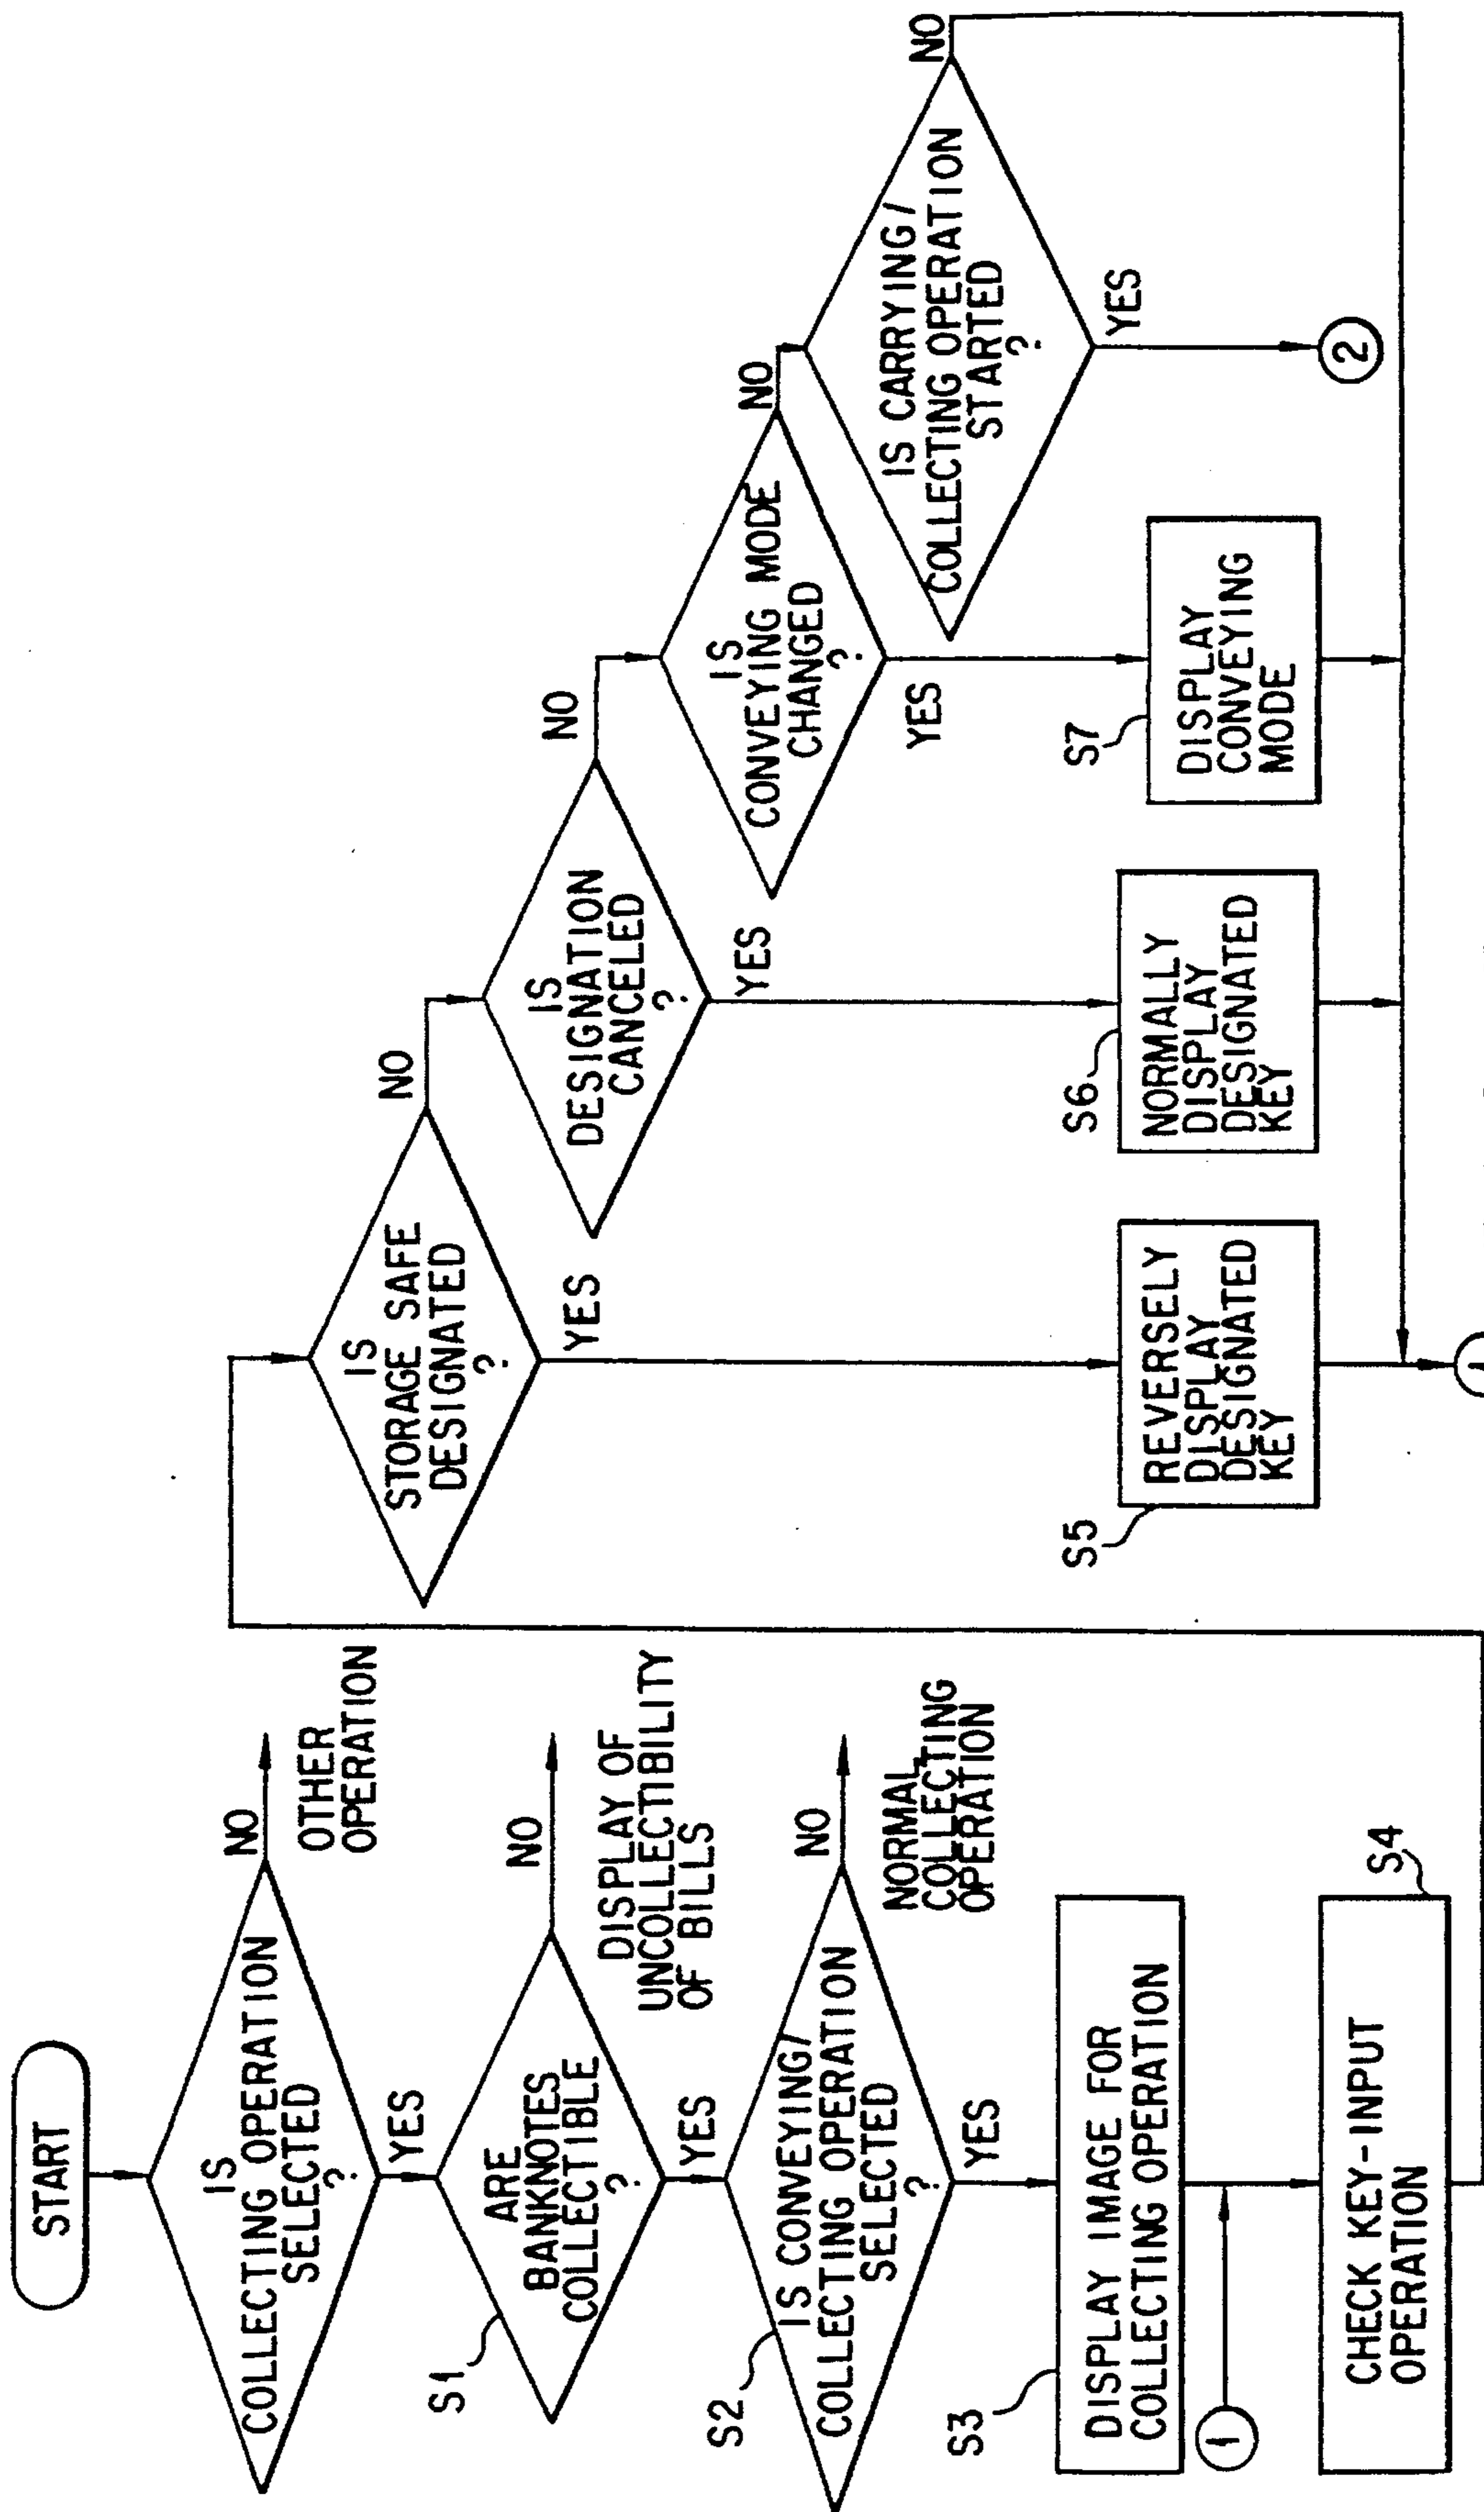 START
IS
COLLECTING OPERATION
SELECTED
?
NO
OTHER
OPERATION
YES
S1
ARE
BANKNOTES
COLLECTIBLE
?
NO
DISPLAY OF
UNCOLLECTIBILITY
OF BILLS
YES
S2
IS CONVEYING/
COLLECTING OPERATION
SELECTED
?
NO
NORMAL
COLLECTING
OPERATION
YES
S3
DISPLAY IMAGE FOR
COLLECTING OPERATION
1
S4
CHECK KEY-INPUT
OPERATION
IS
STORAGE SAFE
DESIGNATED
?
NO
YES
S5
REVERSELY
DISPLAY
DESIGNATED
KEY
IS
DESIGNATION
CANCELED
?
NO
YES
S6
NORMALLY
DISPLAY
DESIGNATED
KEY
IS
CONVEYING MODE
CHANGED
?
NO
YES
S7
DISPLAY
CONVEYING
MODE
IS CARRYING/
COLLECTING OPERATION
STARTED
?
NO
YES
2
1